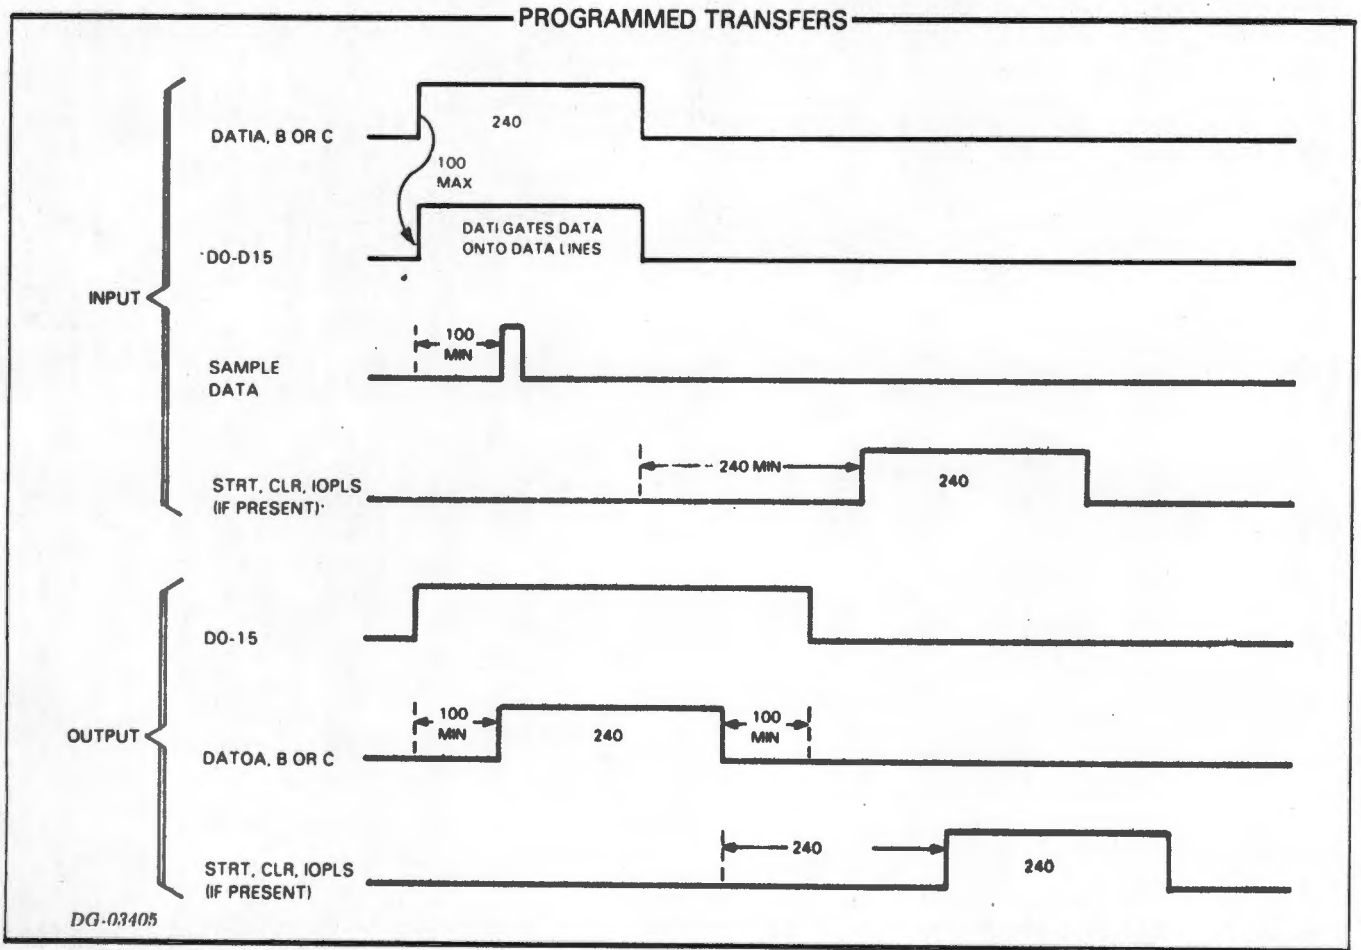 PROGRAMMED TRANSFERS
INPUT
DATIA, B OR C
240
100
MAX
D0-D15
DATI GATES DATA
ONTO DATA LINES
SAMPLE
DATA
100
MIN
STRT, CLR, IOPLS
(IF PRESENT)
240 MIN
240
OUTPUT
D0-15
DATOA, B OR C
100
MIN
240
100
MIN
STRT, CLR, IOPLS
(IF PRESENT)
240
240
DG-03405